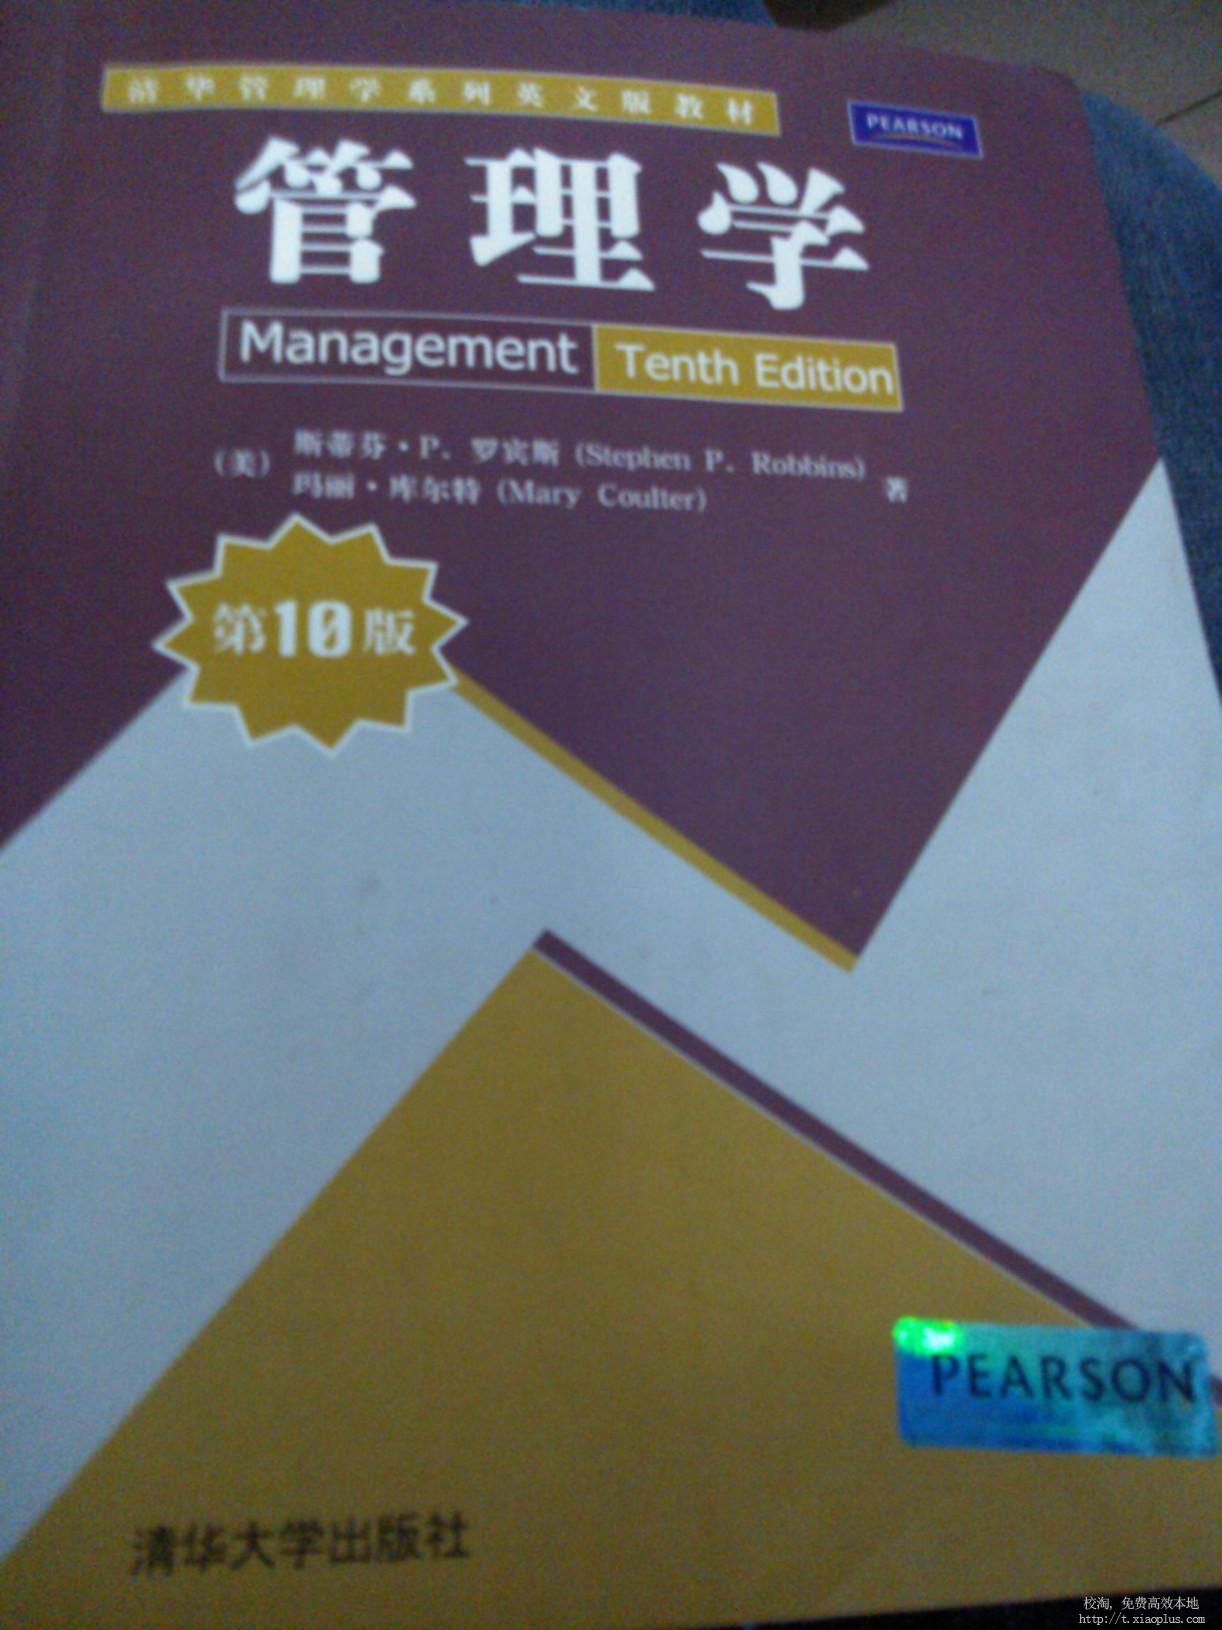 清华管理学系列英文版教材
PEARSON
管理学
Management Tenth Edition
(美) 斯蒂芬·P. 罗宾斯 (Stephen P. Robbins)
玛丽·库尔特 (Mary Coulter) 著
第10版
PEARSON
清华大学出版社
校淘，免费高效本地
http://t.xiaoplus.com